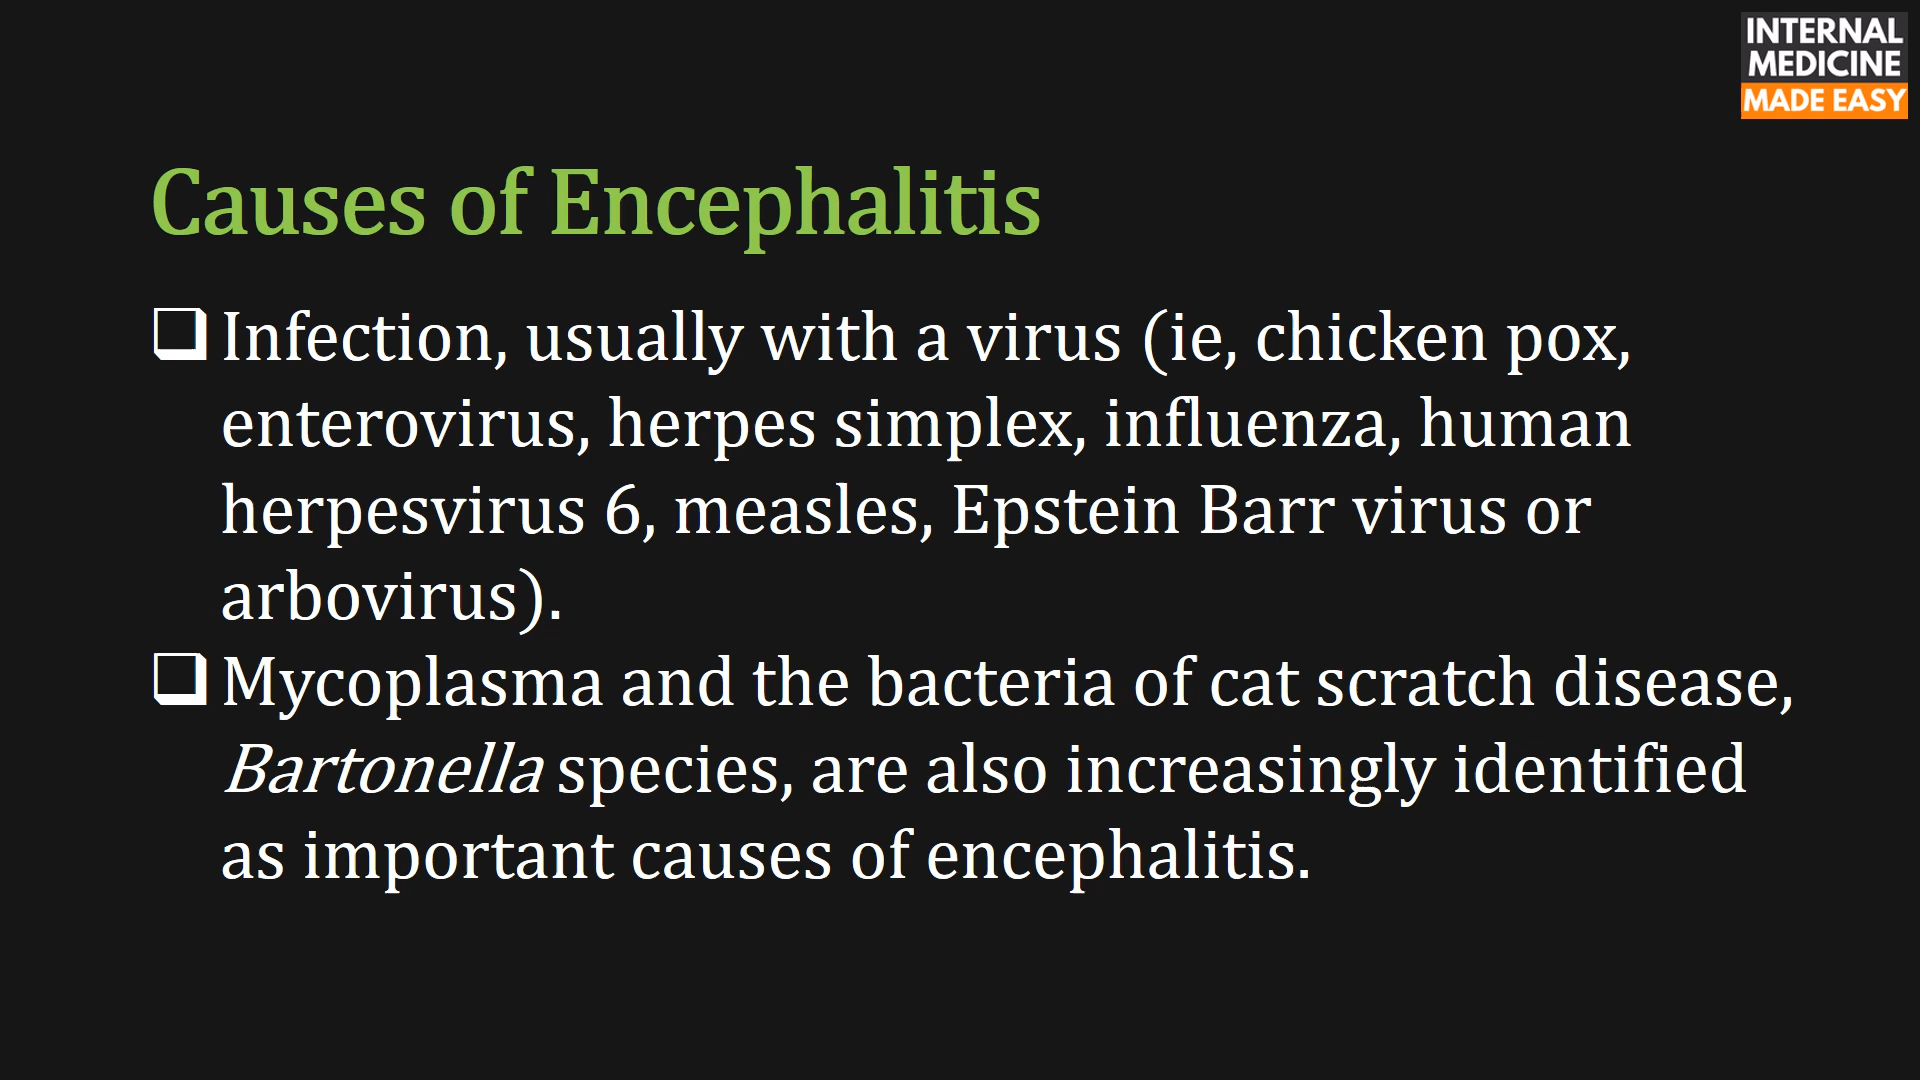 INTERNAL
MEDICINE
MADE EASY
Causes of Encephalitis
❑ Infection, usually with a virus (ie, chicken pox,
enterovirus, herpes simplex, influenza, human
herpesvirus 6, measles, Epstein Barr virus or
arbovirus).
❑ Mycoplasma and the bacteria of cat scratch disease,
Bartonella species, are also increasingly identified
as important causes of encephalitis.